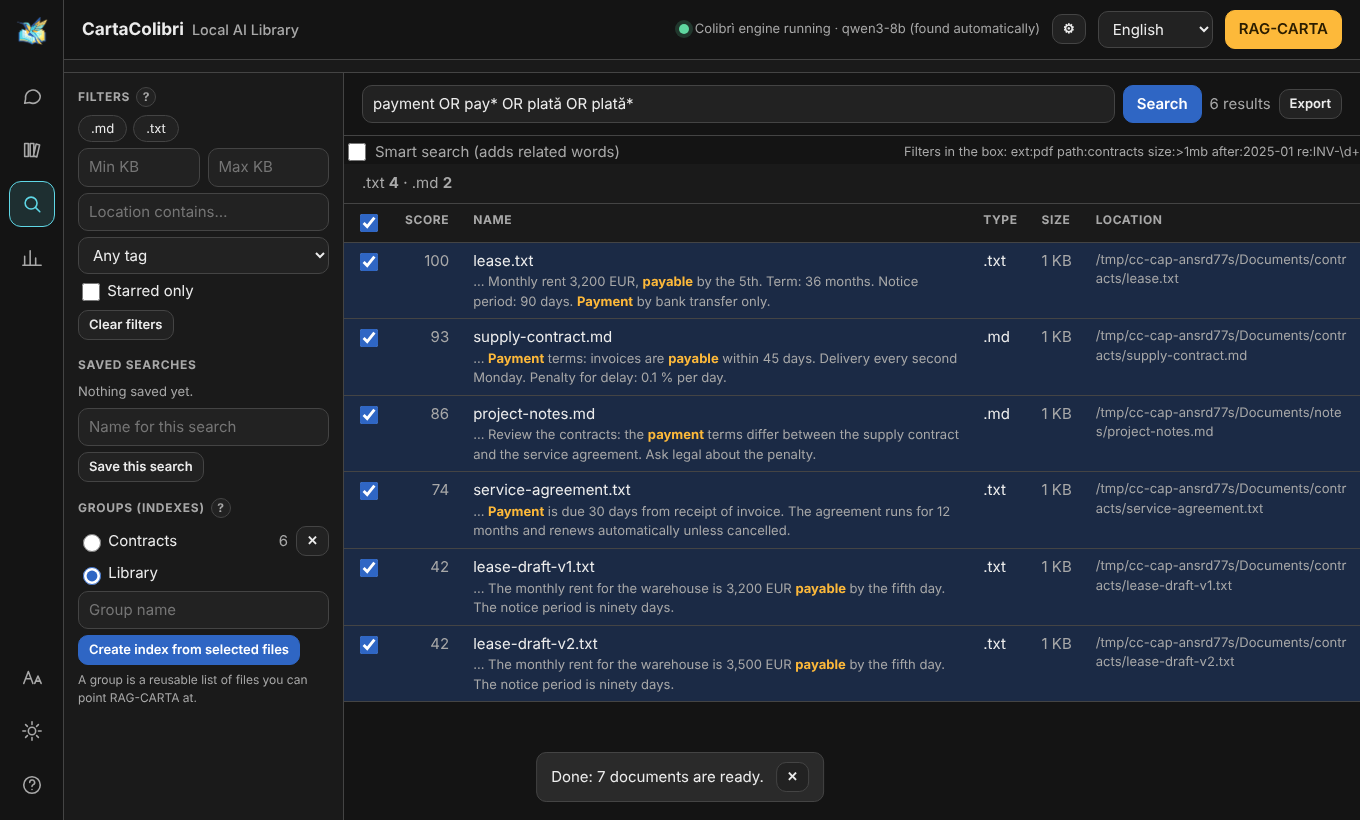 CartaColibri Local AI Library
Colibrì engine running · qwen3-8b (found automatically)
English
RAG-CARTA
FILTERS ?
.md .txt
Min KB Max KB
Location contains...
Any tag
Starred only
Clear filters
SAVED SEARCHES
Nothing saved yet.
Name for this search
Save this search
GROUPS (INDEXES) ?
Contracts 6 ×
Library
Group name
Create index from selected files
A group is a reusable list of files you can
point RAG-CARTA at.
AA
payment OR pay* OR plată OR plată*
Search
6 results
Export
Smart search (adds related words)
Filters in the box: ext:pdf path:contracts size:>1mb after:2025-01 re:INV-\d+
.txt 4 · .md 2
SCORE NAME TYPE SIZE LOCATION
100 lease.txt .txt 1 KB /tmp/cc-cap-ansrd77s/Documents/contr
acts/lease.txt
... Monthly rent 3,200 EUR, payable by the 5th. Term: 36 months. Notice
period: 90 days. Payment by bank transfer only.
93 supply-contract.md .md 1 KB /tmp/cc-cap-ansrd77s/Documents/contr
acts/supply-contract.md
... Payment terms: invoices are payable within 45 days. Delivery every second
Monday. Penalty for delay: 0.1 % per day.
86 project-notes.md .md 1 KB /tmp/cc-cap-ansrd77s/Documents/note
s/project-notes.md
... Review the contracts: the payment terms differ between the supply contract
and the service agreement. Ask legal about the penalty.
74 service-agreement.txt .txt 1 KB /tmp/cc-cap-ansrd77s/Documents/contr
acts/service-agreement.txt
... Payment is due 30 days from receipt of invoice. The agreement runs for 12
months and renews automatically unless cancelled.
42 lease-draft-v1.txt .txt 1 KB /tmp/cc-cap-ansrd77s/Documents/contr
acts/lease-draft-v1.txt
... The monthly rent for the warehouse is 3,200 EUR payable by the fifth day.
The notice period is ninety days.
42 lease-draft-v2.txt .txt 1 KB /tmp/cc-cap-ansrd77s/Documents/contr
acts/lease-draft-v2.txt
... The monthly rent for the warehouse is 3,500 EUR payable by the fifth day.
The notice period is ninety days.
Done: 7 documents are ready. ×